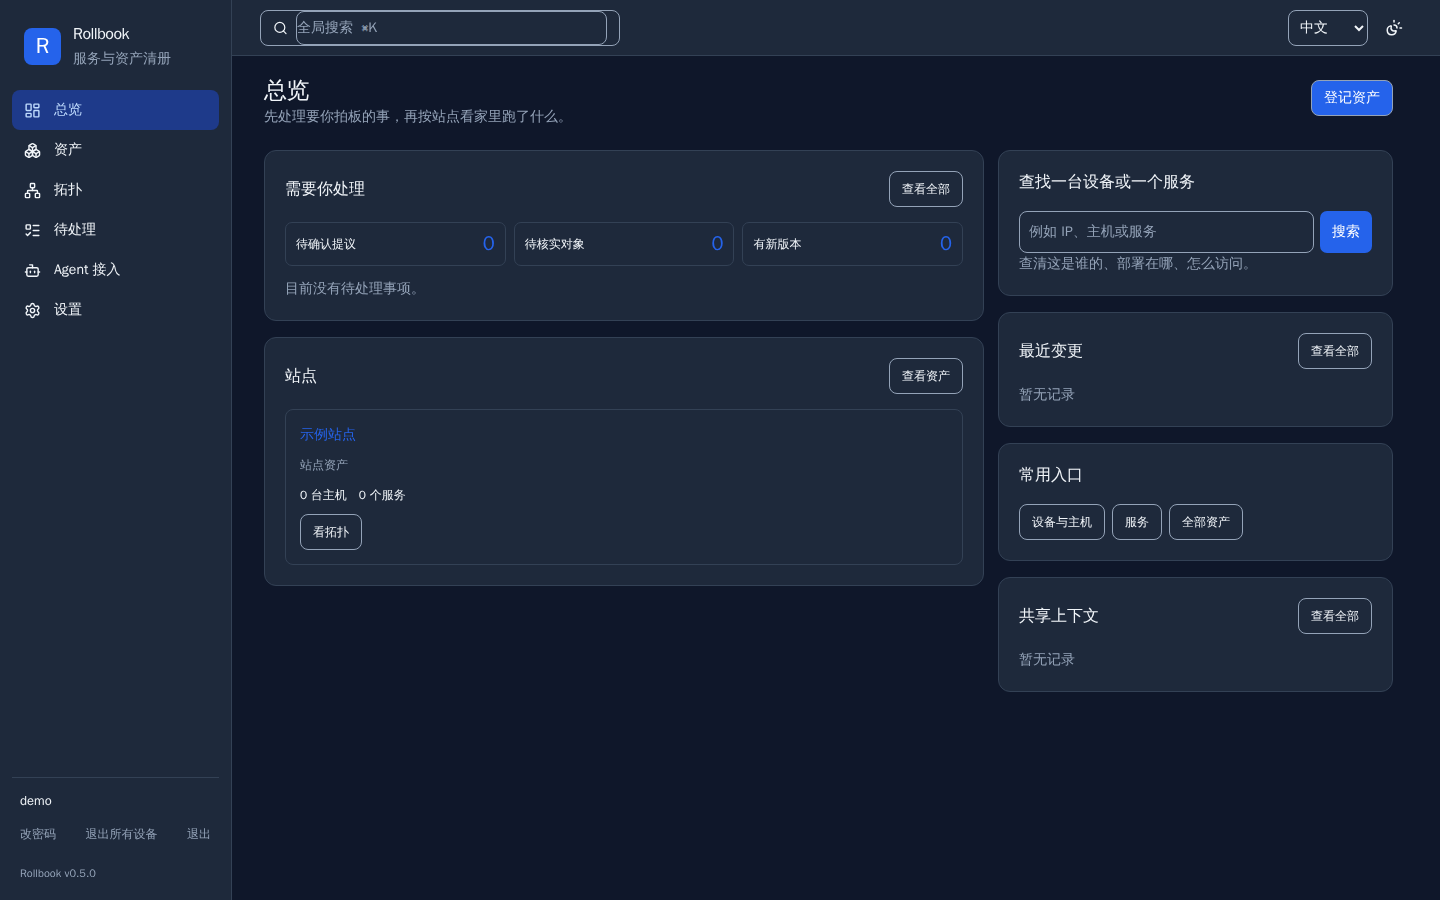 R
Rollbook
服务与资产清册
总览
资产
拓扑
待处理
Agent 接入
设置
demo
改密码 退出所有设备 退出
Rollbook v0.5.0
全局搜索 ⌘K
中文
总览
先处理要你拍板的事，再按站点看家里跑了什么。
登记资产
需要你处理
查看全部
待确认提议 0
待核实对象 0
有新版本 0
目前没有待处理事项。
站点
查看资产
示例站点
站点资产
0 台主机 0 个服务
看拓扑
查找一台设备或一个服务
例如 IP、主机或服务
搜索
查清这是谁的、部署在哪、怎么访问。
最近变更
查看全部
暂无记录
常用入口
设备与主机 服务 全部资产
共享上下文
查看全部
暂无记录